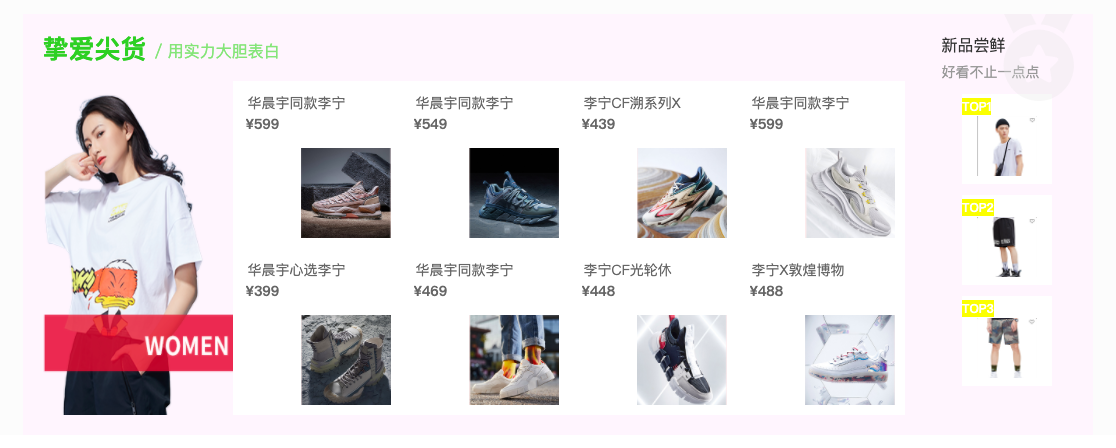 挚爱尖货 / 用实力大胆表白
华晨宇同款李宁
¥599
华晨宇同款李宁
¥549
李宁CF溯系列X
¥439
华晨宇同款李宁
¥599
华晨宇心选李宁
¥399
华晨宇同款李宁
¥469
李宁CF光轮休
¥448
李宁X敦煌博物
¥488
WOMEN
新品尝鲜
好看不止一点点
TOP1
TOP2
TOP3